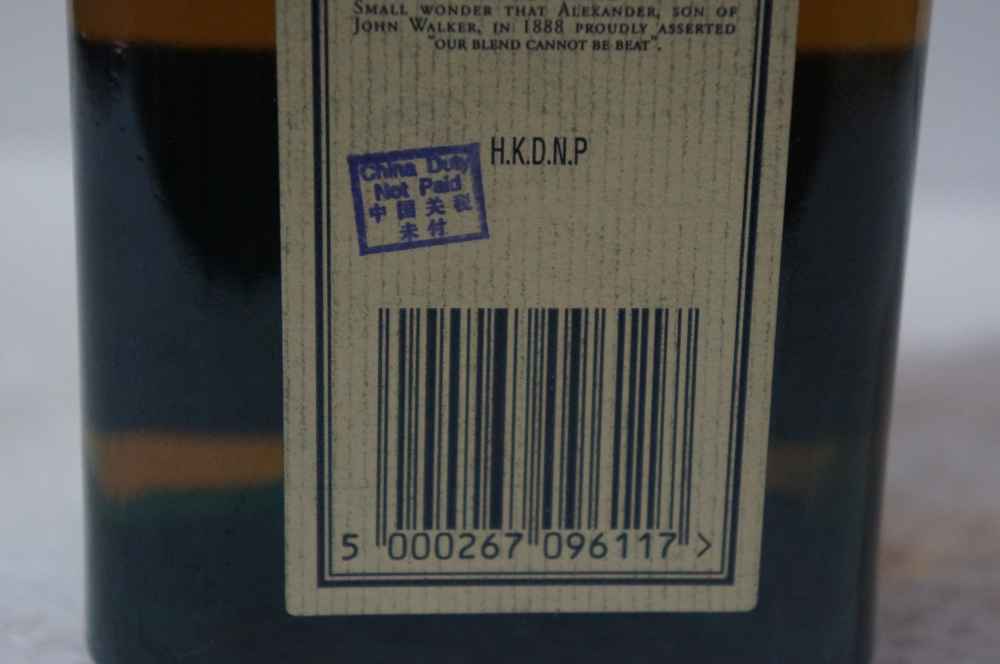 SMALL WONDER THAT ALEXANDER, SON OF
JOHN WALKER, IN 1888 PROUDLY ASSERTED
"OUR BLEND CANNOT BE BEAT".
H.K.D.N.P
China Duty
Not Paid
中国关税
未付
5 000267 096117 >